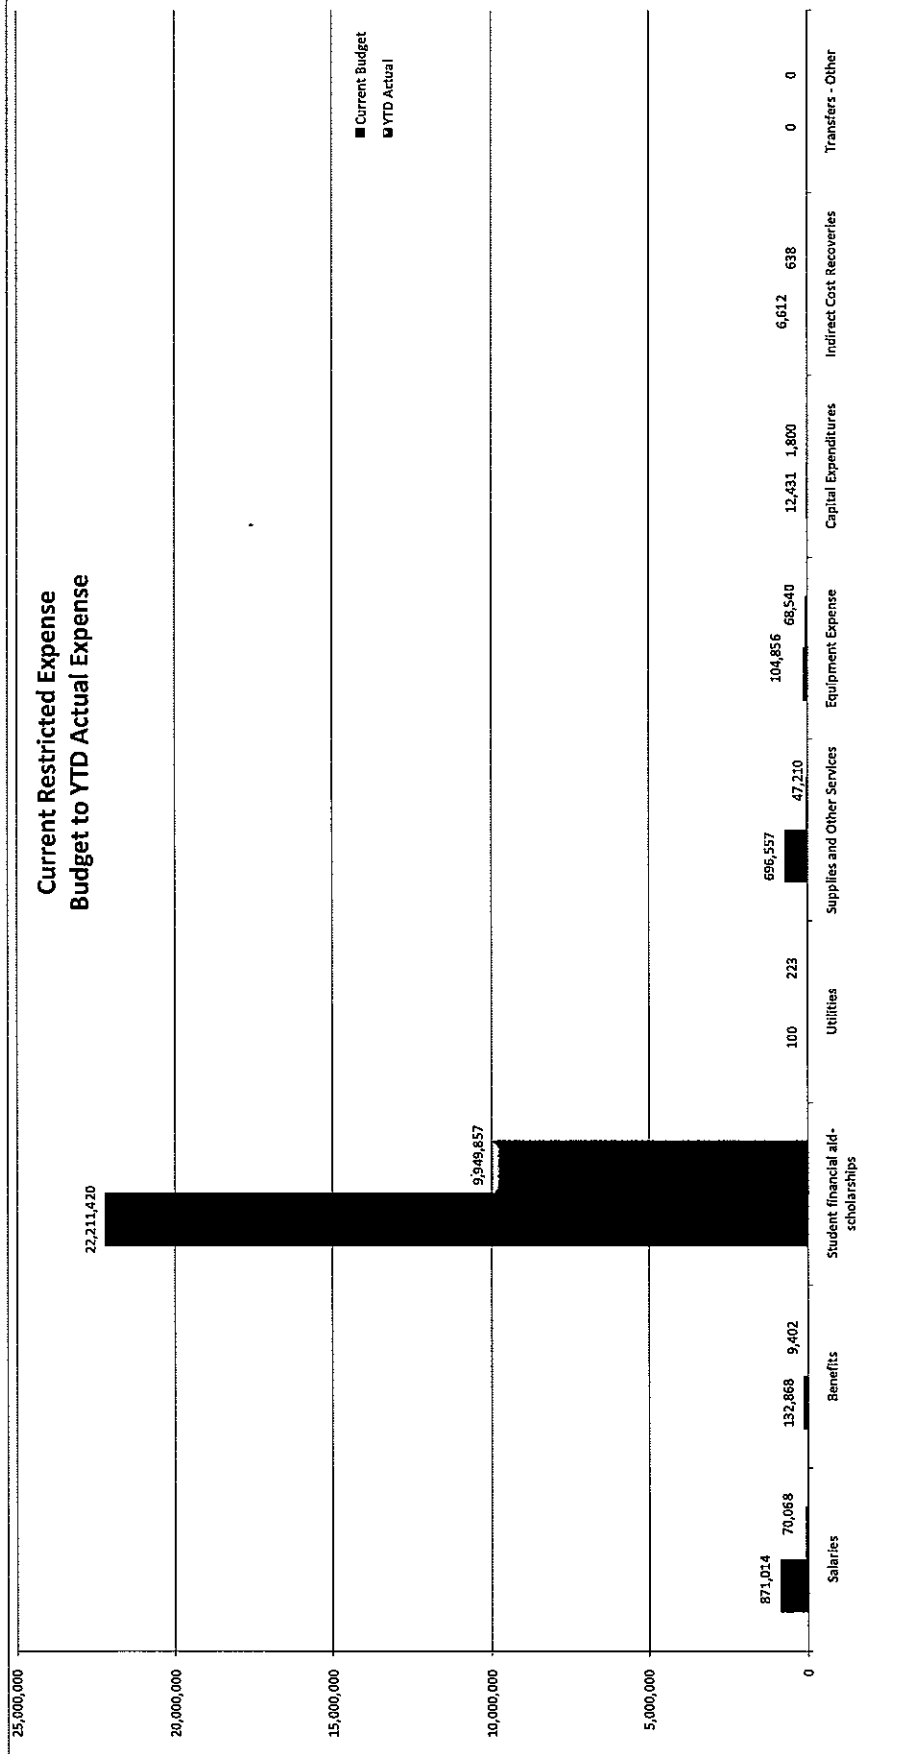 Current Restricted Expense
Budget to YTD Actual Expense
25,000,000
20,000,000
15,000,000
10,000,000
5,000,000
0
Current Budget
YTD Actual
871,014
70,068
132,868
9,402
22,211,420
9,949,857
100
223
696,557
47,210
104,856
68,540
12,431
1,800
6,612
638
0
0
Salaries
Benefits
Student financial aid-
scholarships
Utilities
Supplies and Other Services
Equipment Expense
Capital Expenditures
Indirect Cost Recoveries
Transfers - Other